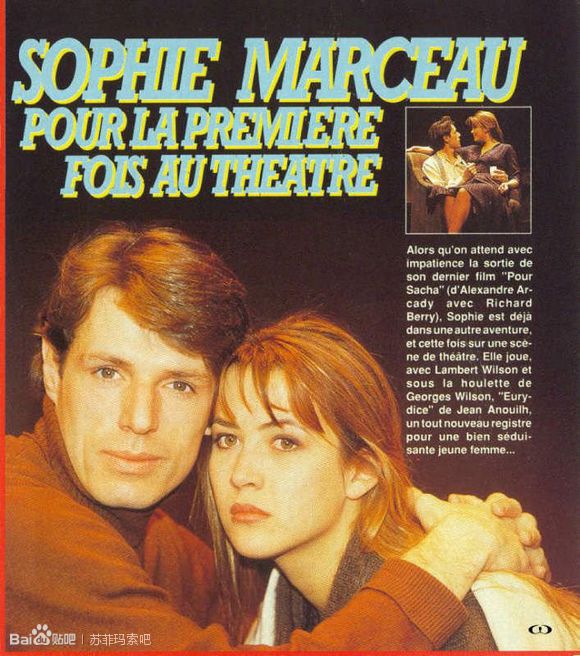 SOPHIE MARCEAU
POUR LA PREMIERE
FOIS AU THEATRE
Alors qu'on attend avec
impatience la sortie de
son dernier film "Pour
Sacha" (d'Alexandre Ar-
cady avec Richard
Berry), Sophie est déjà
dans une autre aventure,
et cette fois sur une scè-
ne de théâtre. Elle joue,
avec Lambert Wilson et
sous la houlette de
Georges Wilson, "Eury-
dice" de Jean Anouilh,
un tout nouveau registre
pour une bien sédui-
sante jeune femme...
Bai du 贴吧 | 苏菲玛索吧